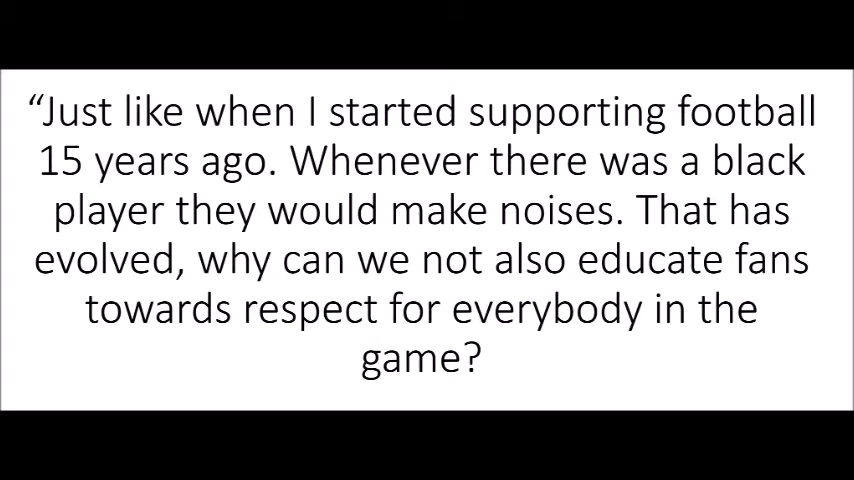 “Just like when I started supporting football
15 years ago. Whenever there was a black
player they would make noises. That has
evolved, why can we not also educate fans
towards respect for everybody in the
game?